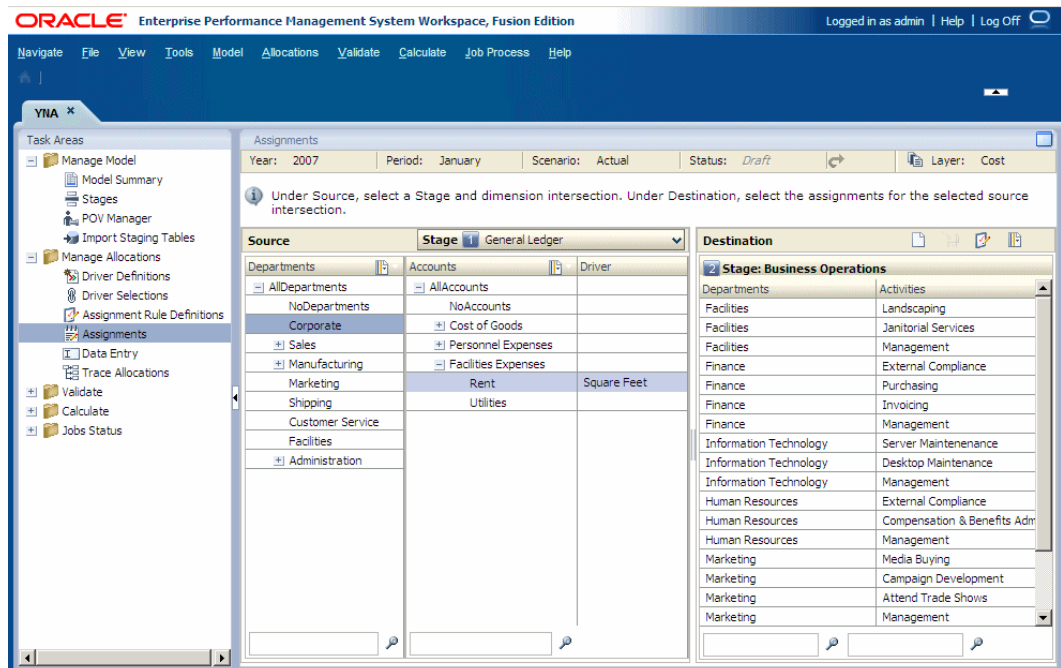 ORACLE Enterprise Performance Management System Workspace, Fusion Edition
Logged in as admin | Help | Log Off
Navigate File View Tools Model Allocations Validate Calculate Job Process Help
YNA
Task Areas
Manage Model
Model Summary
Stages
POV Manager
Import Staging Tables
Manage Allocations
Driver Definitions
Driver Selections
Assignment Rule Definitions
Assignments
Data Entry
Trace Allocations
Validate
Calculate
Jobs Status
Assignments
Year: 2007 Period: January Scenario: Actual Status: Draft Layer: Cost
Under Source, select a Stage and dimension intersection. Under Destination, select the assignments for the selected source
intersection.
Source Stage 1 General Ledger
Departments Accounts Driver
AllDepartments AllAccounts
NoDepartments NoAccounts
Corporate Cost of Goods
Sales Personnel Expenses
Manufacturing Facilities Expenses
Marketing Rent Square Feet
Shipping Utilities
Customer Service
Facilities
Administration
Destination
2 Stage: Business Operations
Departments Activities
Facilities Landscaping
Facilities Janitorial Services
Facilities Management
Finance External Compliance
Finance Purchasing
Finance Invoicing
Finance Management
Information Technology Server Maintenenance
Information Technology Desktop Maintenance
Information Technology Management
Human Resources External Compliance
Human Resources Compensation & Benefits Adm
Human Resources Management
Marketing Media Buying
Marketing Campaign Development
Marketing Attend Trade Shows
Marketing Management